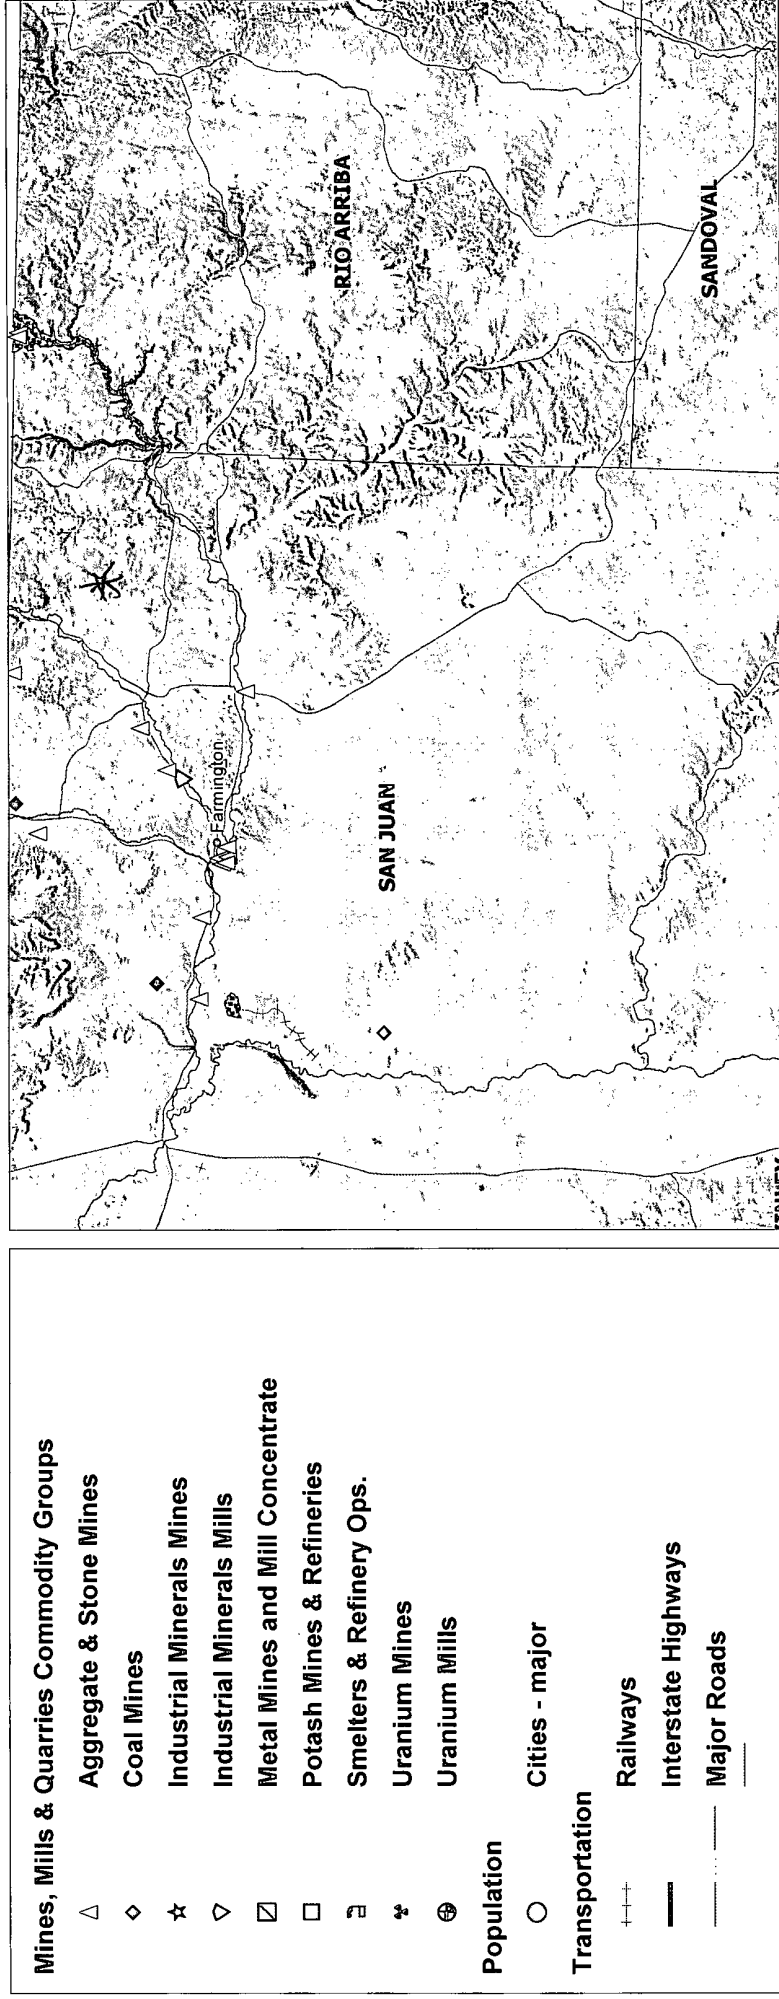 Mines, Mills & Quarries Commodity Groups
Aggregate & Stone Mines
Coal Mines
Industrial Minerals Mines
Industrial Minerals Mills
Metal Mines and Mill Concentrate
Potash Mines & Refineries
Smelters & Refinery Ops.
Uranium Mines
Uranium Mills
Population
Cities - major
Transportation
Railways
Interstate Highways
Major Roads
Farmington
SAN JUAN
RIO ARRIBA
SANDOVAL